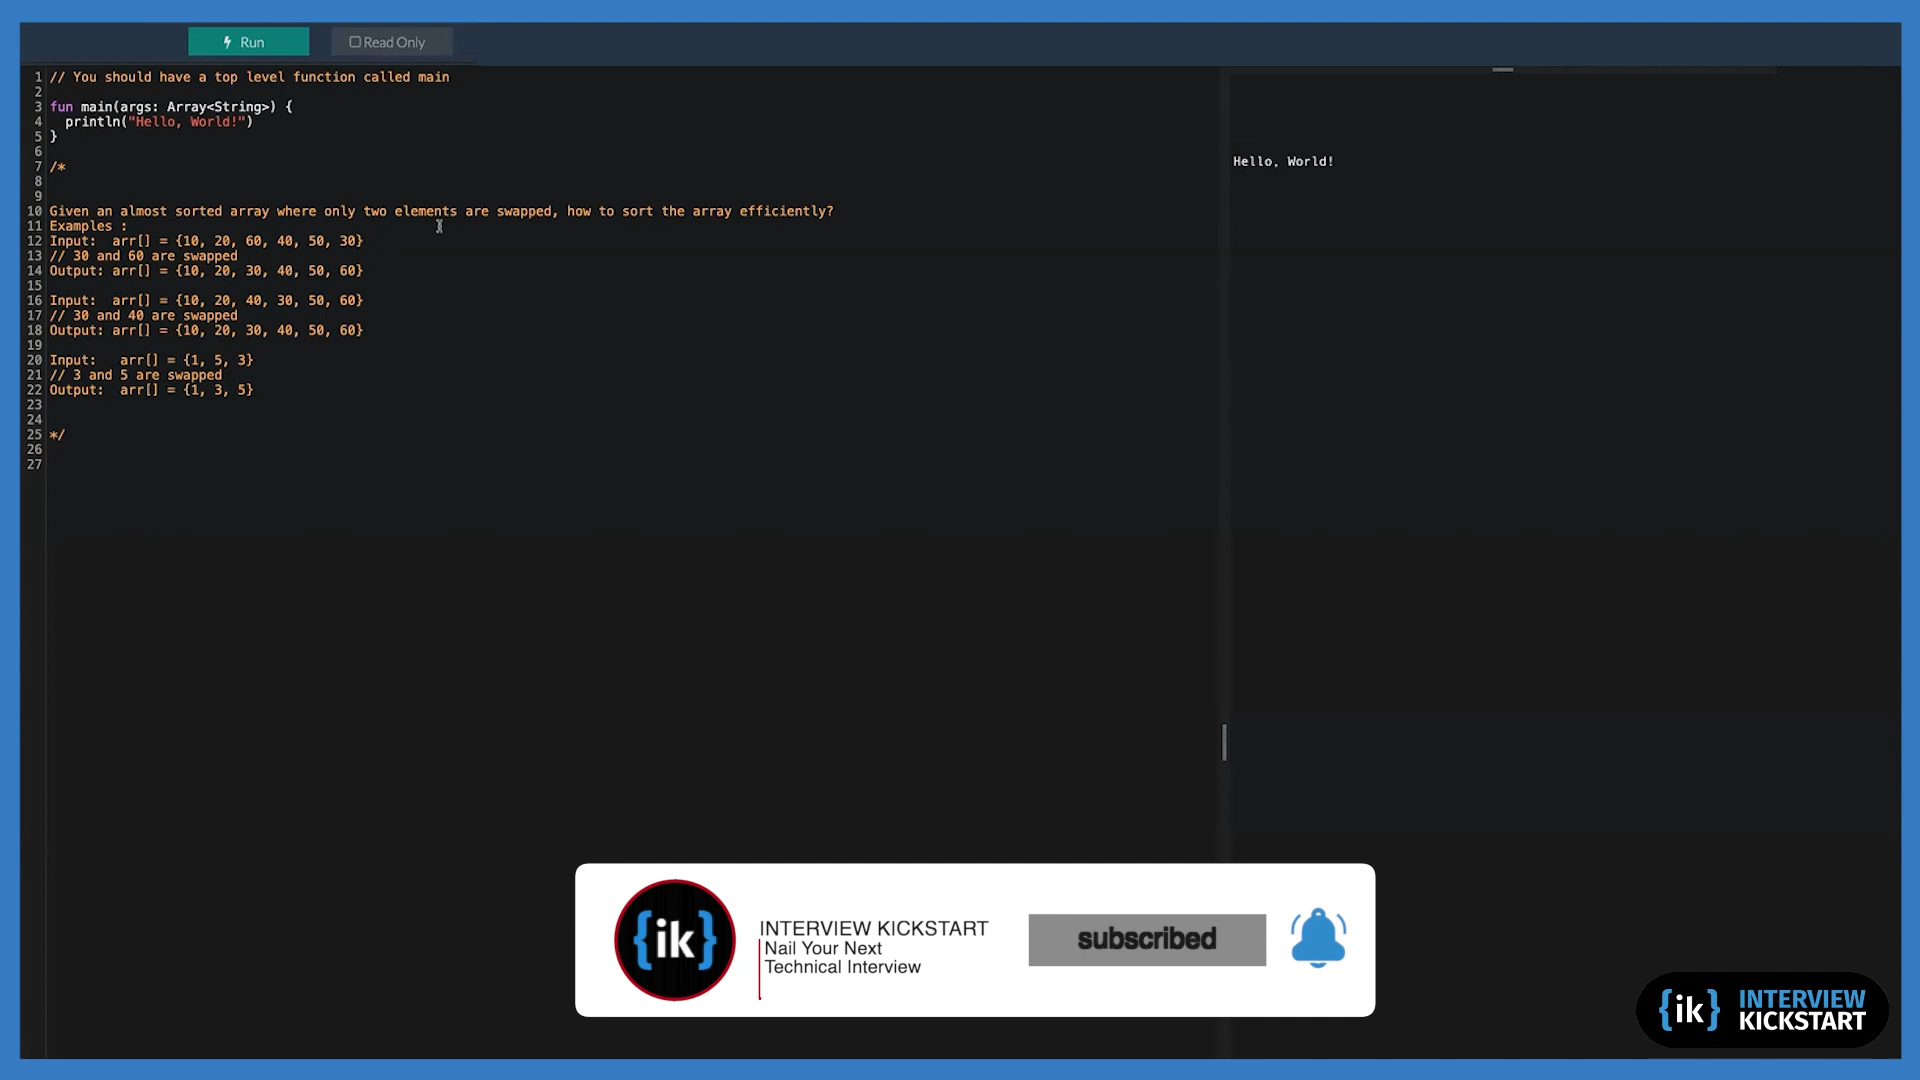 Run
Read Only
1 // You should have a top level function called main
2
3 fun main(args: Array<String>) {
4 println("Hello, World!")
5 }
6
7 /*
8
9
10 Given an almost sorted array where only two elements are swapped, how to sort the array efficiently?
11 Examples :
12 Input:  arr[] = {10, 20, 60, 40, 50, 30}
13 // 30 and 60 are swapped
14 Output: arr[] = {10, 20, 30, 40, 50, 60}
15
16 Input:  arr[] = {10, 20, 40, 30, 50, 60}
17 // 30 and 40 are swapped
18 Output: arr[] = {10, 20, 30, 40, 50, 60}
19
20 Input:   arr[] = {1, 5, 3}
21 // 3 and 5 are swapped
22 Output:  arr[] = {1, 3, 5}
23
24
25 */
26
27
Hello, World!
{ik}
INTERVIEW KICKSTART
Nail Your Next
Technical Interview
subscribed
{ik} INTERVIEW
KICKSTART